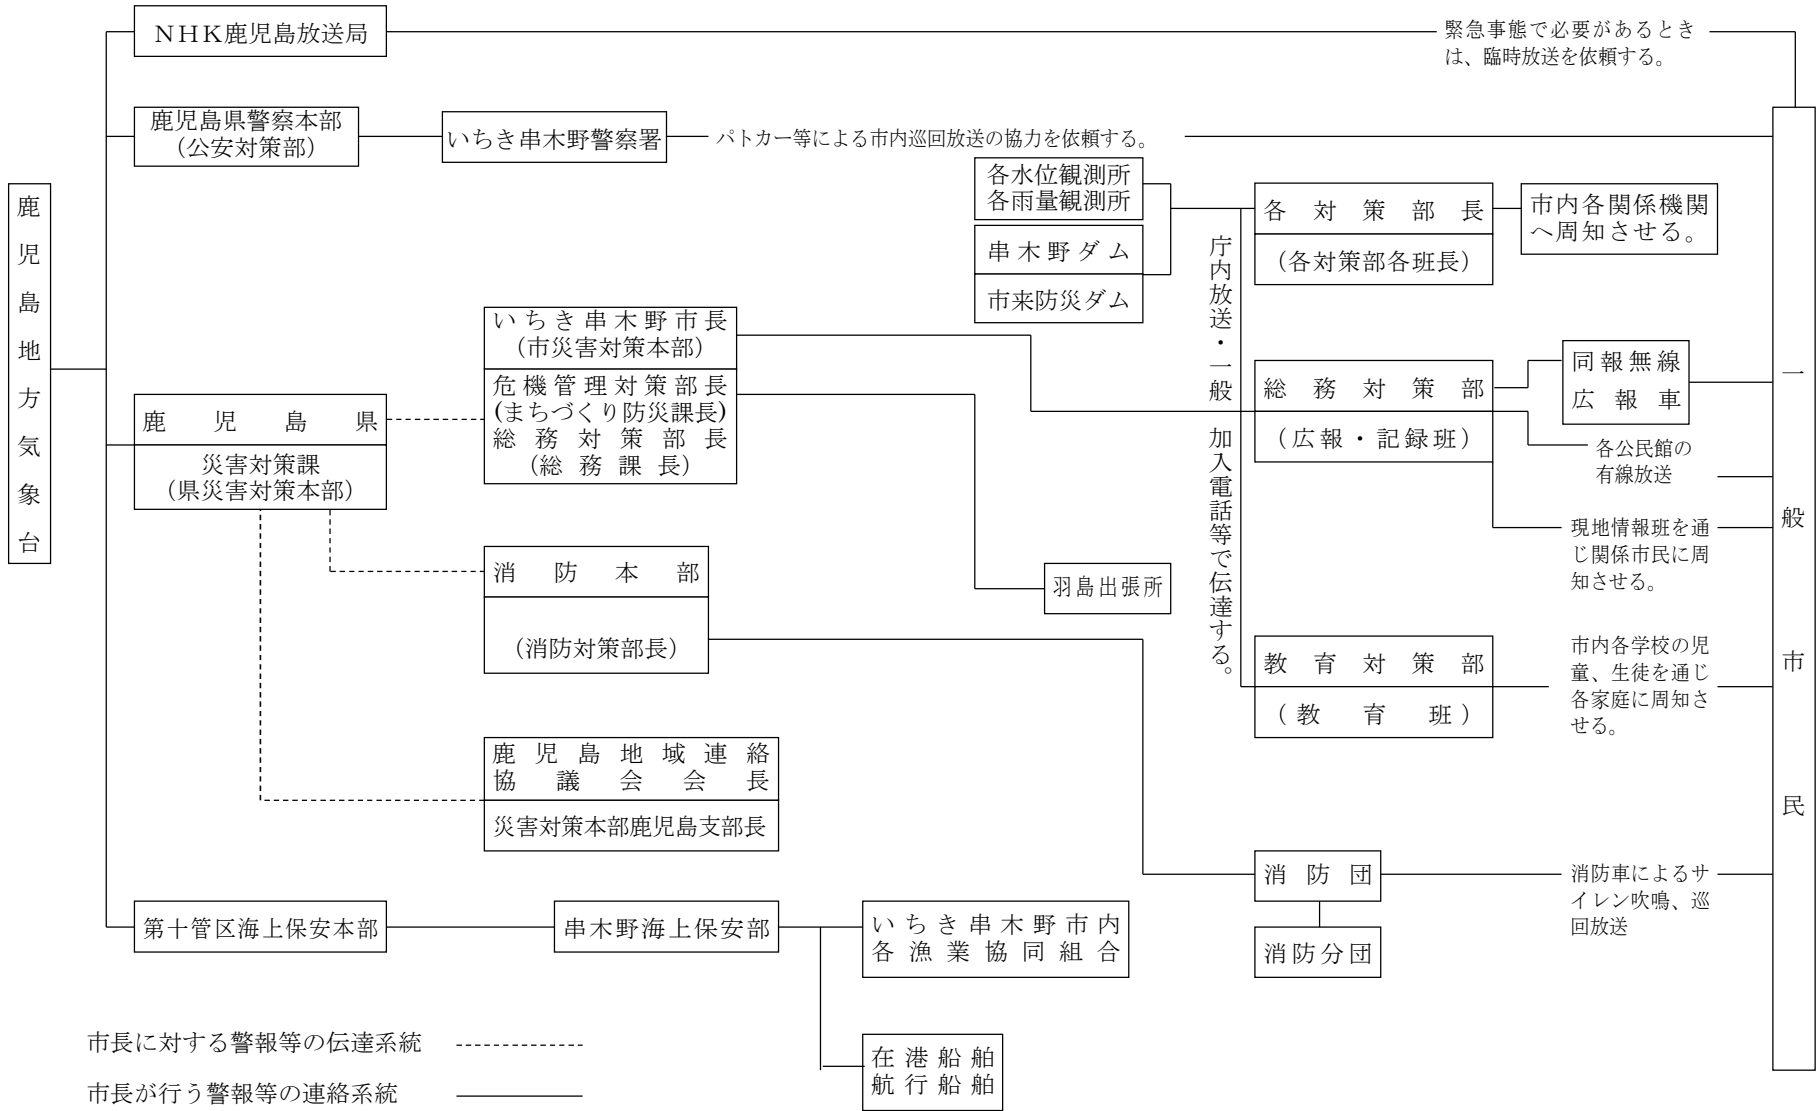 NHK鹿児島放送局
緊急事態で必要があるとき
は、臨時放送を依頼する。
鹿児島県警察本部
(公安対策部)
いちき串木野警察署
パトカー等による市内巡回放送の協力を依頼する。
鹿児島地方気象台
各水位観測所
各雨量観測所
串木野ダム
市来防災ダム
各対策部長
(各対策部各班長)
市内各関係機関
へ周知させる。
庁内放送・一般加入電話等で伝達する。
いちき串木野市長
(市災害対策本部)
危機管理対策部長
(まちづくり防災課長)
総務対策部長
(総務課長)
鹿児島県
災害対策課
(県災害対策本部)
総務対策部
(広報・記録班)
同報無線
広報車
各公民館の
有線放送
現地情報班を通
じ関係市民に周
知させる。
一般市民
消防本部
(消防対策部長)
羽島出張所
教育対策部
(教育班)
市内各学校の児
童、生徒を通じ
各家庭に周知さ
せる。
鹿児島地域連絡
協議会会長
災害対策本部鹿児島支部長
消防団
消防分団
消防車によるサ
イレン吹鳴、巡
回放送
第十管区海上保安本部
串木野海上保安部
いちき串木野市内
各漁業協同組合
在港船舶
航行船舶
市長に対する警報等の伝達系統
市長が行う警報等の連絡系統